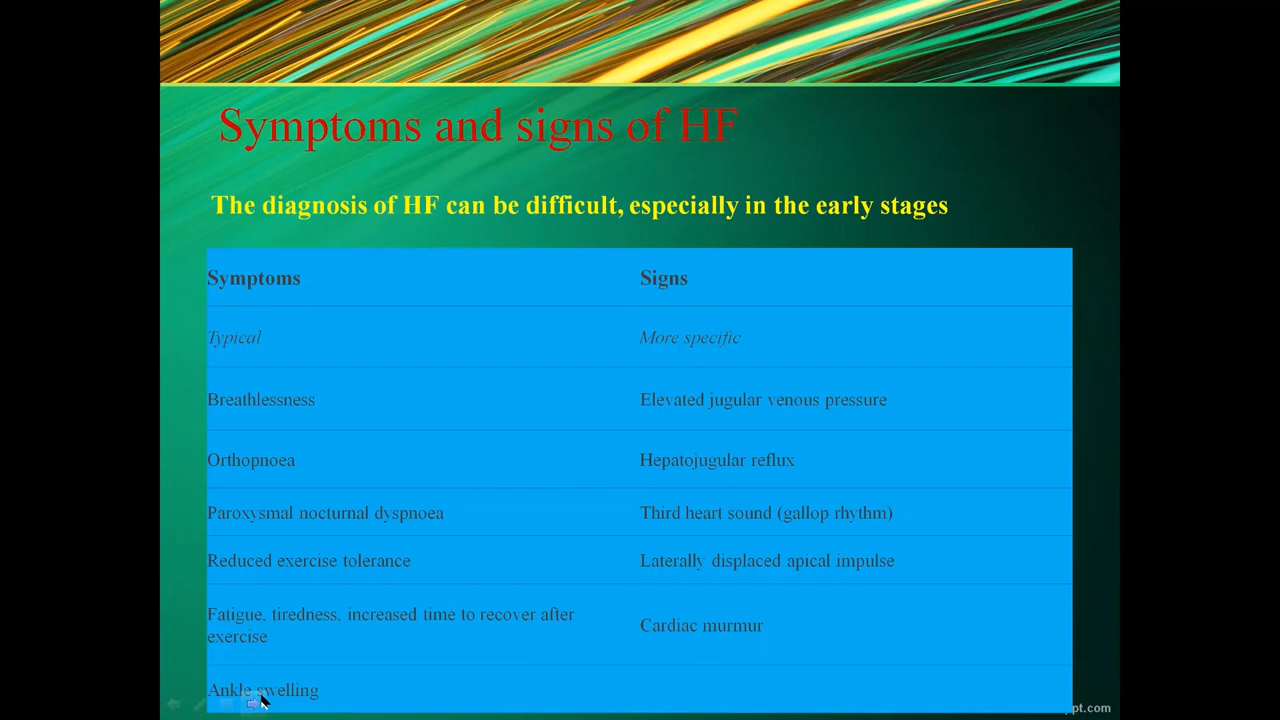 Symptoms and signs of HF
The diagnosis of HF can be difficult, especially in the early stages
Symptoms Signs
Typical More specific
Breathlessness Elevated jugular venous pressure
Orthopnoea Hepatojugular reflux
Paroxysmal nocturnal dyspnoea Third heart sound (gallop rhythm)
Reduced exercise tolerance Laterally displaced apical impulse
Fatigue, tiredness, increased time to recover after
exercise
Cardiac murmur
Ankle swelling
ppt.com